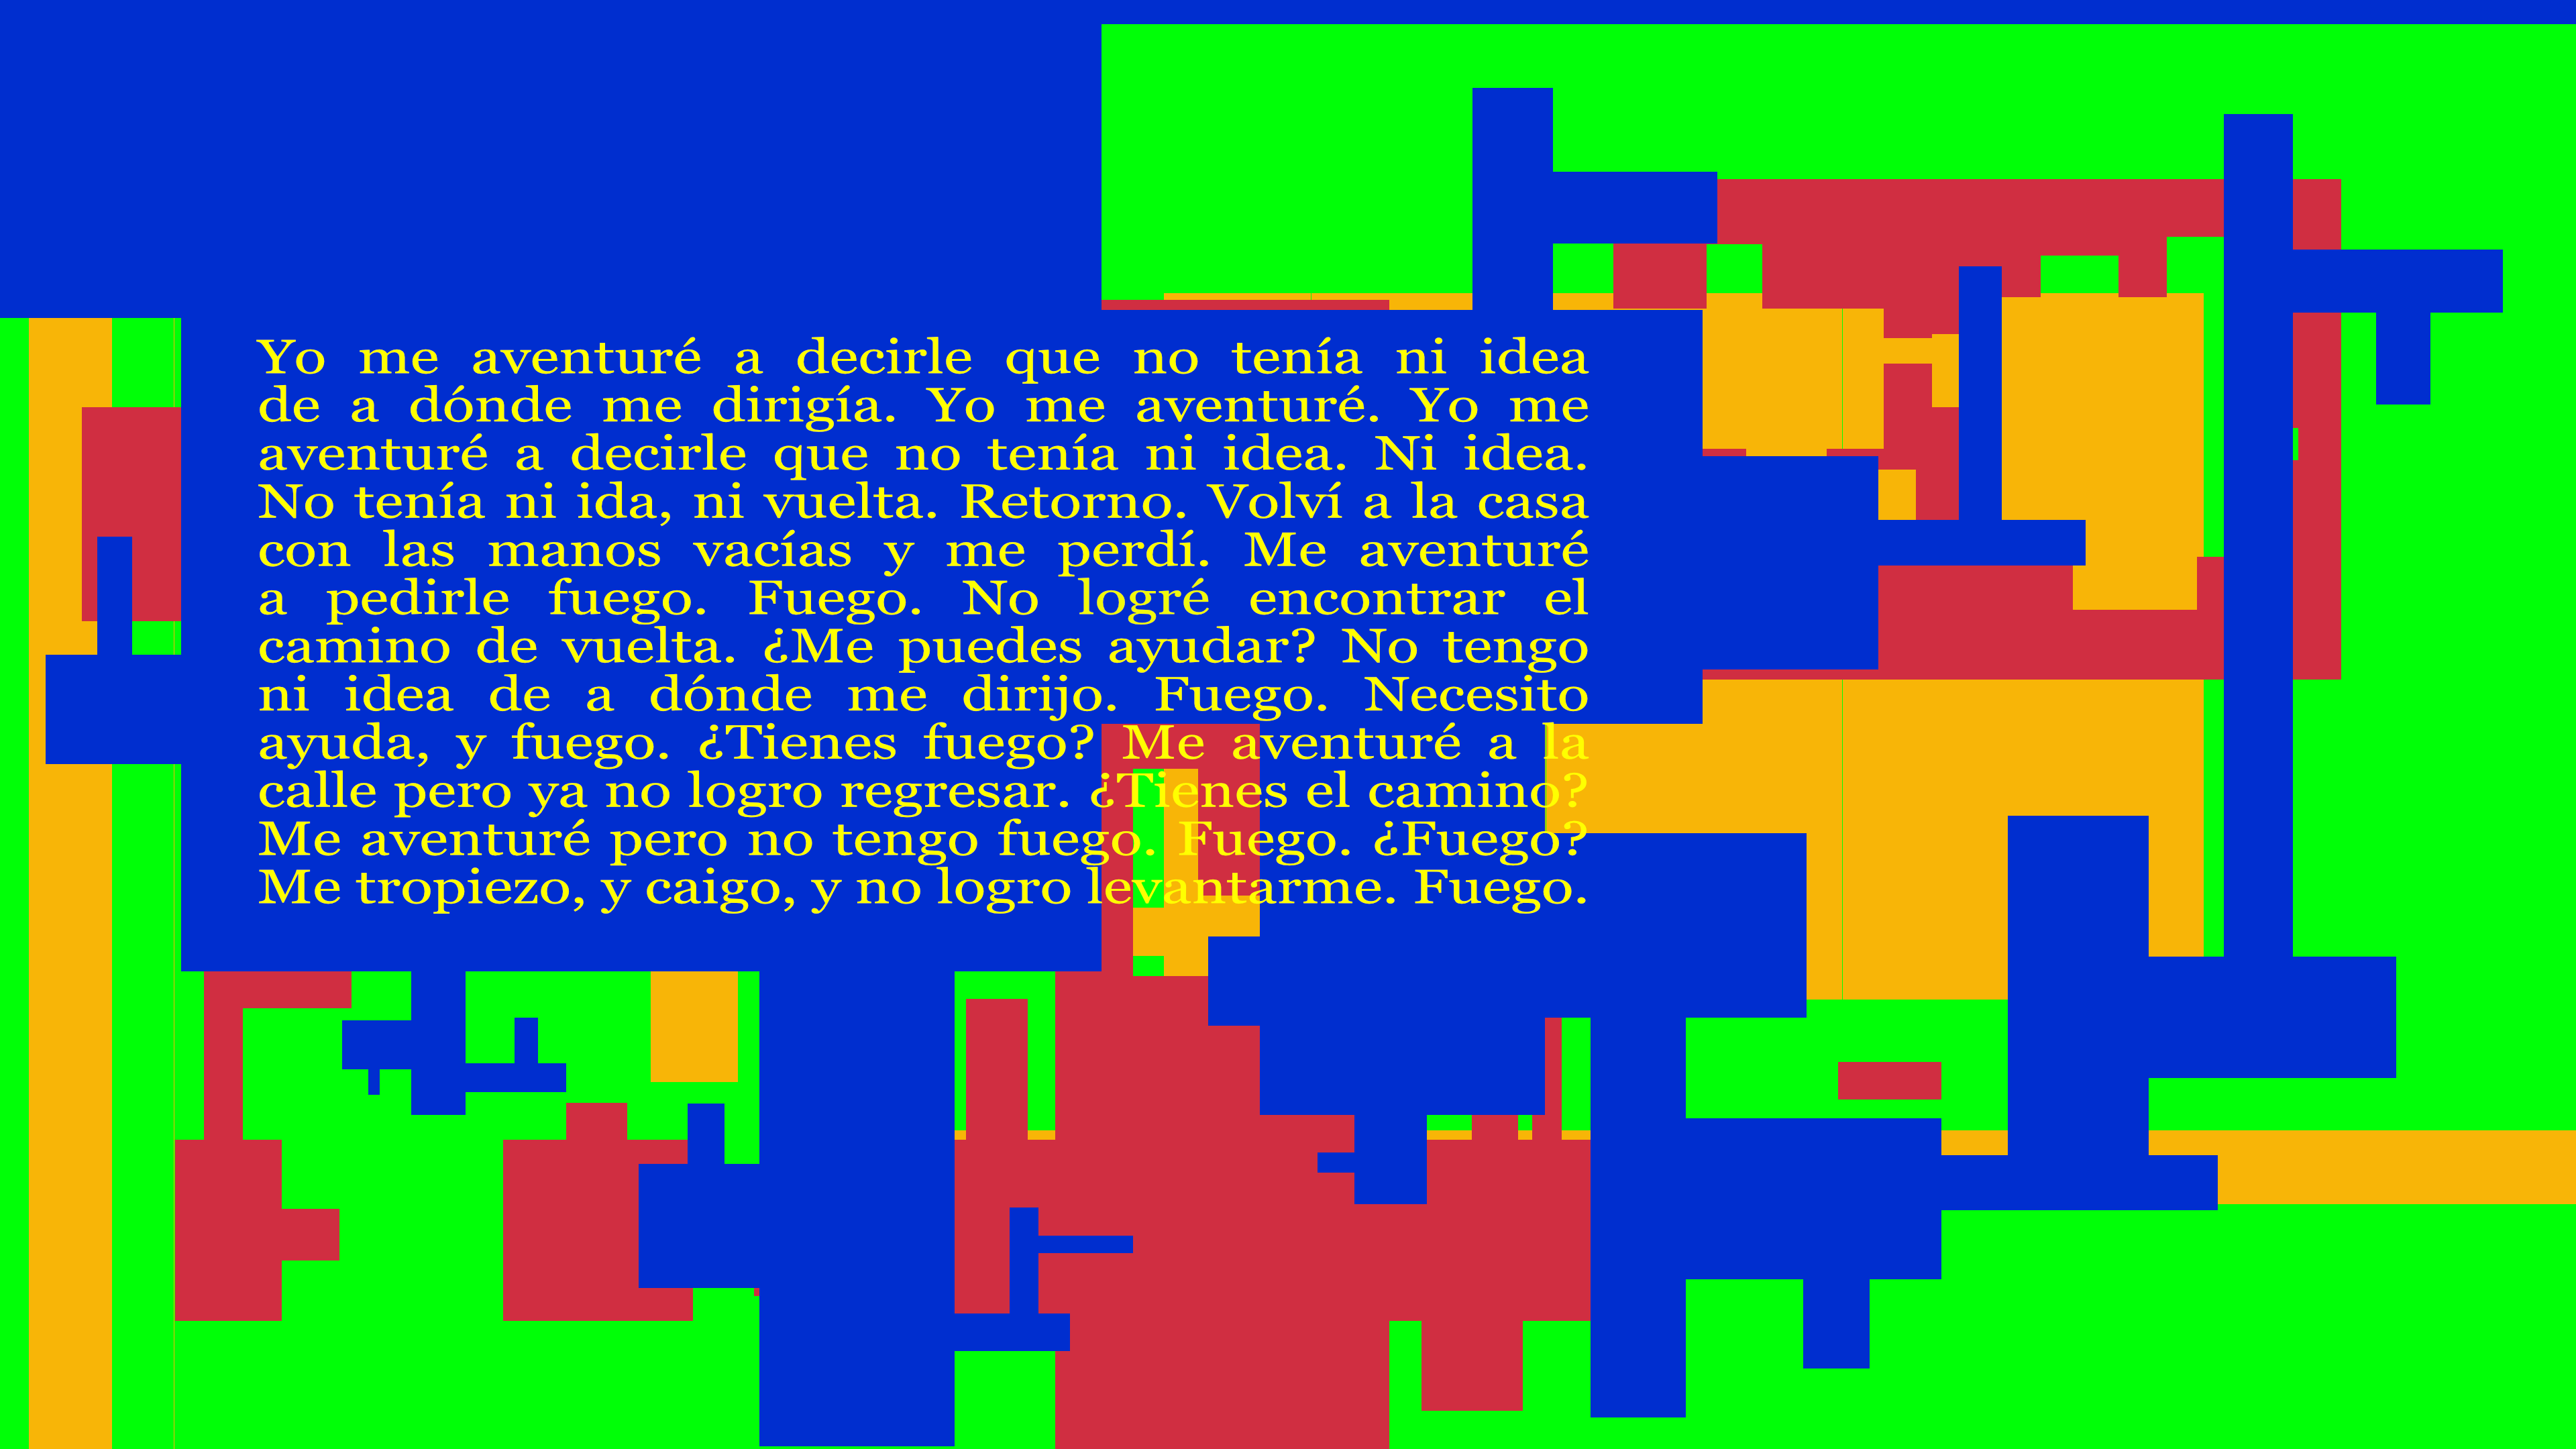 Yo me aventuré a decirle que no tenía ni idea
de a dónde me dirigía. Yo me aventuré. Yo me
aventuré a decirle que no tenía ni idea. Ni idea.
No tenía ni ida, ni vuelta. Retorno. Volví a la casa
con las manos vacías y me perdí. Me aventuré
a pedirle fuego. Fuego. No logré encontrar el
camino de vuelta. ¿Me puedes ayudar? No tengo
ni idea de a dónde me dirijo. Fuego. Necesito
ayuda, y fuego. ¿Tienes fuego? Me aventuré a la
calle pero ya no logro regresar. ¿Tienes el camino?
Me aventuré pero no tengo fuego. Fuego. ¿Fuego?
Me tropiezo, y caigo, y no logro levantarme. Fuego.